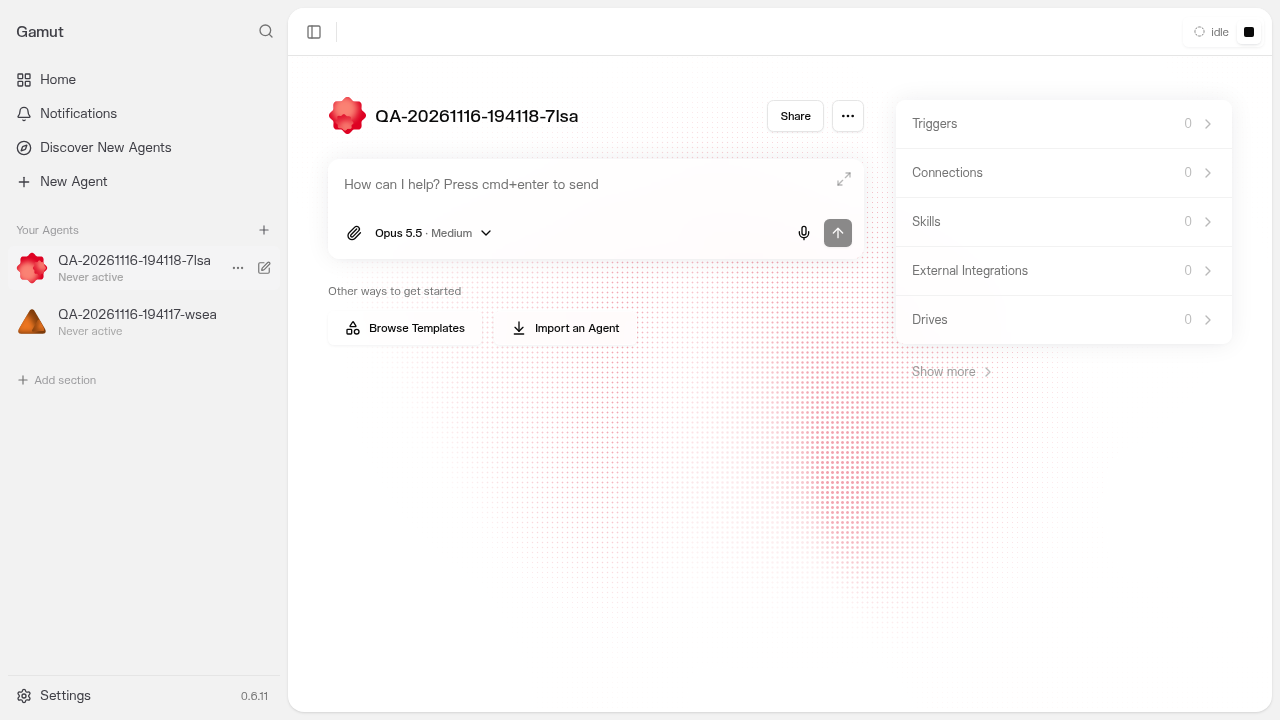 Gamut
Home
Notifications
Discover New Agents
New Agent
Your Agents
QA-20261116-194118-7lsa
Never active
QA-20261116-194117-wsea
Never active
Add section
Settings
0.6.11
idle
QA-20261116-194118-7lsa
Share
How can I help? Press cmd+enter to send
Opus 5.5 · Medium
Other ways to get started
Browse Templates
Import an Agent
Triggers 0
Connections 0
Skills 0
External Integrations 0
Drives 0
Show more